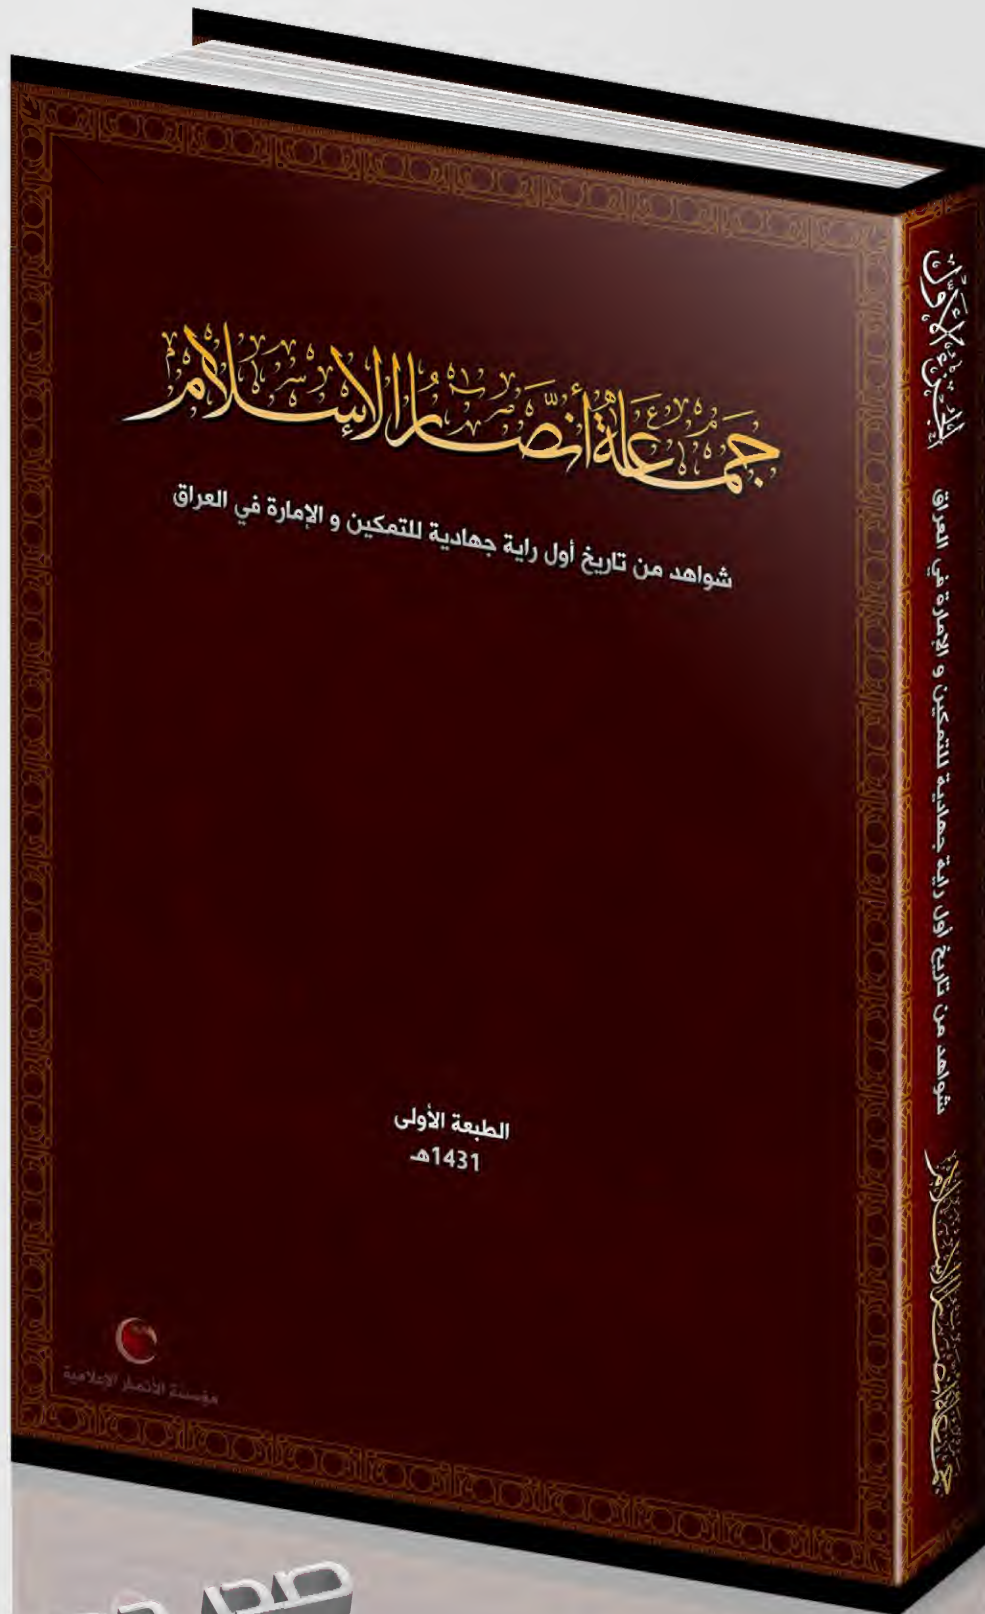 جماعة أنصار الإسلام
شواهد من تاريخ أول راية جهادية للتمكين و الإمارة في العراق
الطبعة الأولى
1431هـ
مؤسسة الأنصار الإعلامية
الجزء الأول
شواهد من تاريخ أول راية جهادية للتمكين و الإمارة في العراق
جماعة أنصار الإسلام
صدر